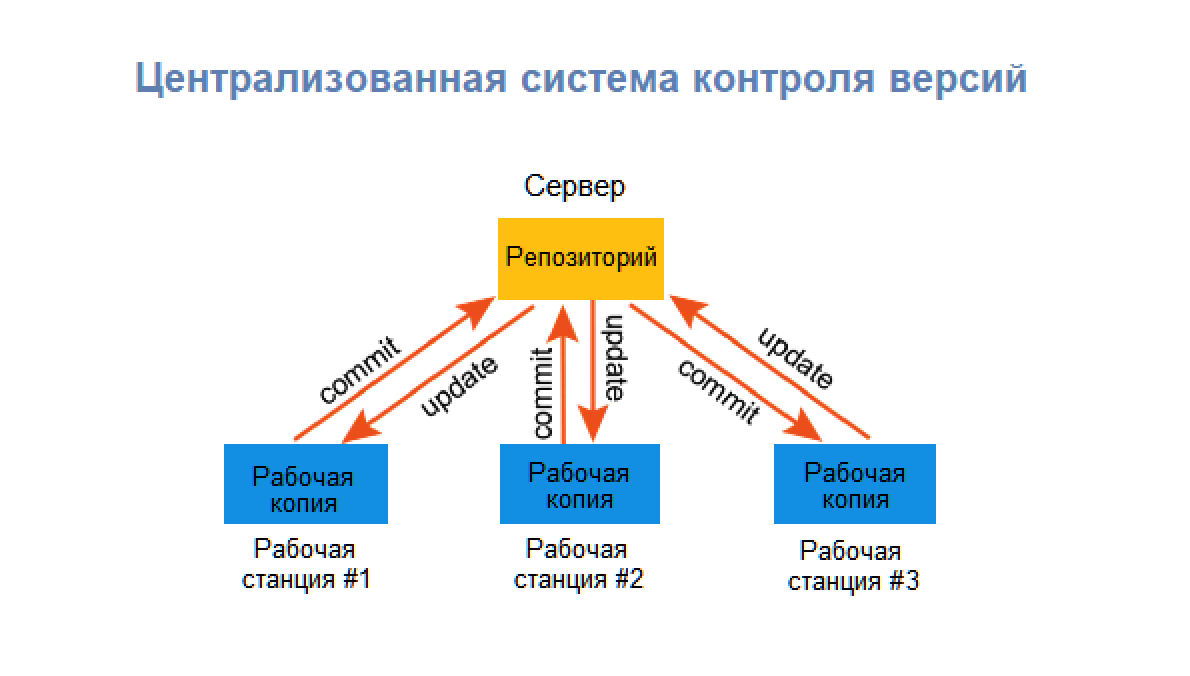 Централизованная система контроля версий
Сервер
Репозиторий
commit
update
commit
update
commit
update
Рабочая
копия
Рабочая
копия
Рабочая
копия
Рабочая
станция #1
Рабочая
станция #2
Рабочая
станция #3